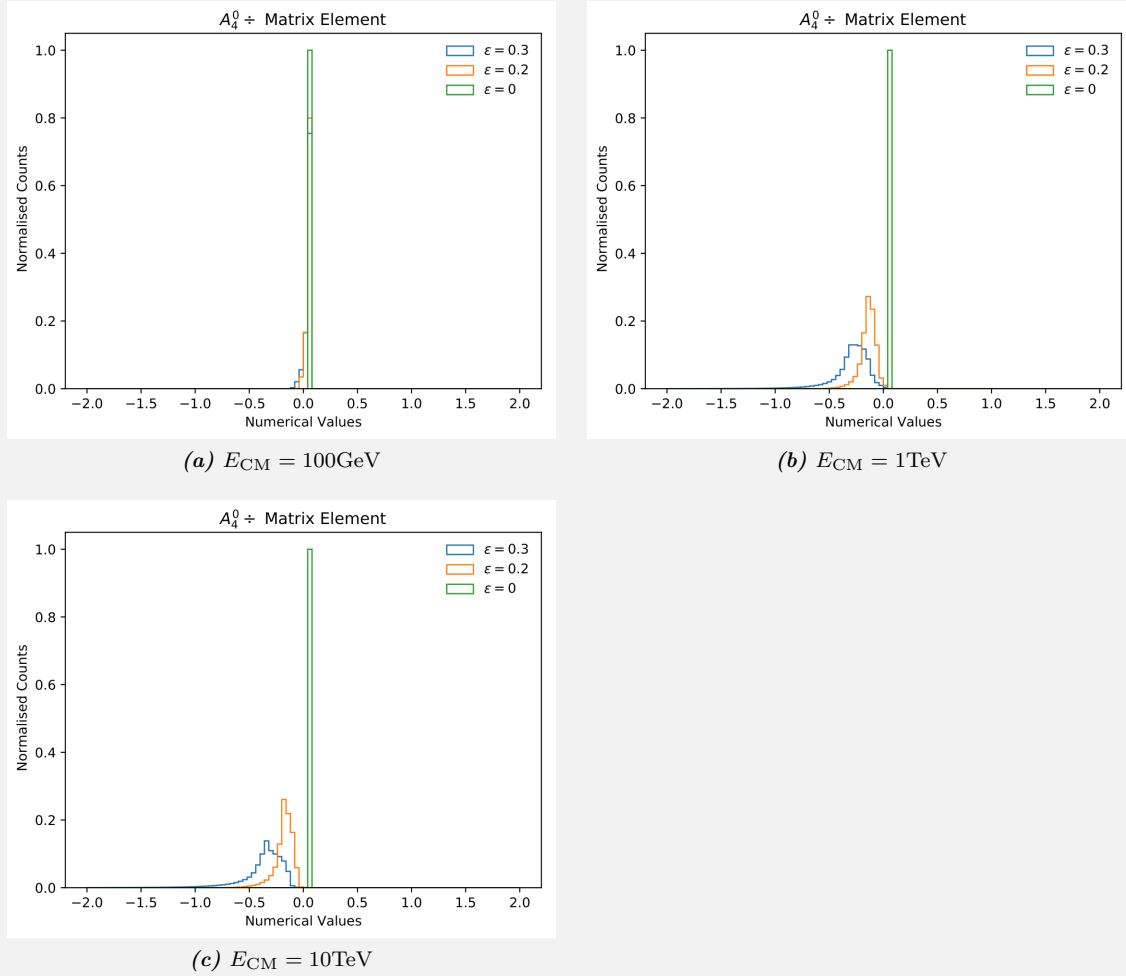 A₄⁰ ÷ Matrix Element
ε = 0.3
ε = 0.2
ε = 0
1.0
0.8
0.6
0.4
0.2
0.0
Normalised Counts
−2.0 −1.5 −1.0 −0.5 0.0 0.5 1.0 1.5 2.0
Numerical Values
(a) E_CM = 100GeV
A₄⁰ ÷ Matrix Element
ε = 0.3
ε = 0.2
ε = 0
1.0
0.8
0.6
0.4
0.2
0.0
Normalised Counts
−2.0 −1.5 −1.0 −0.5 0.0 0.5 1.0 1.5 2.0
Numerical Values
(b) E_CM = 1TeV
A₄⁰ ÷ Matrix Element
ε = 0.3
ε = 0.2
ε = 0
1.0
0.8
0.6
0.4
0.2
0.0
Normalised Counts
−2.0 −1.5 −1.0 −0.5 0.0 0.5 1.0 1.5 2.0
Numerical Values
(c) E_CM = 10TeV